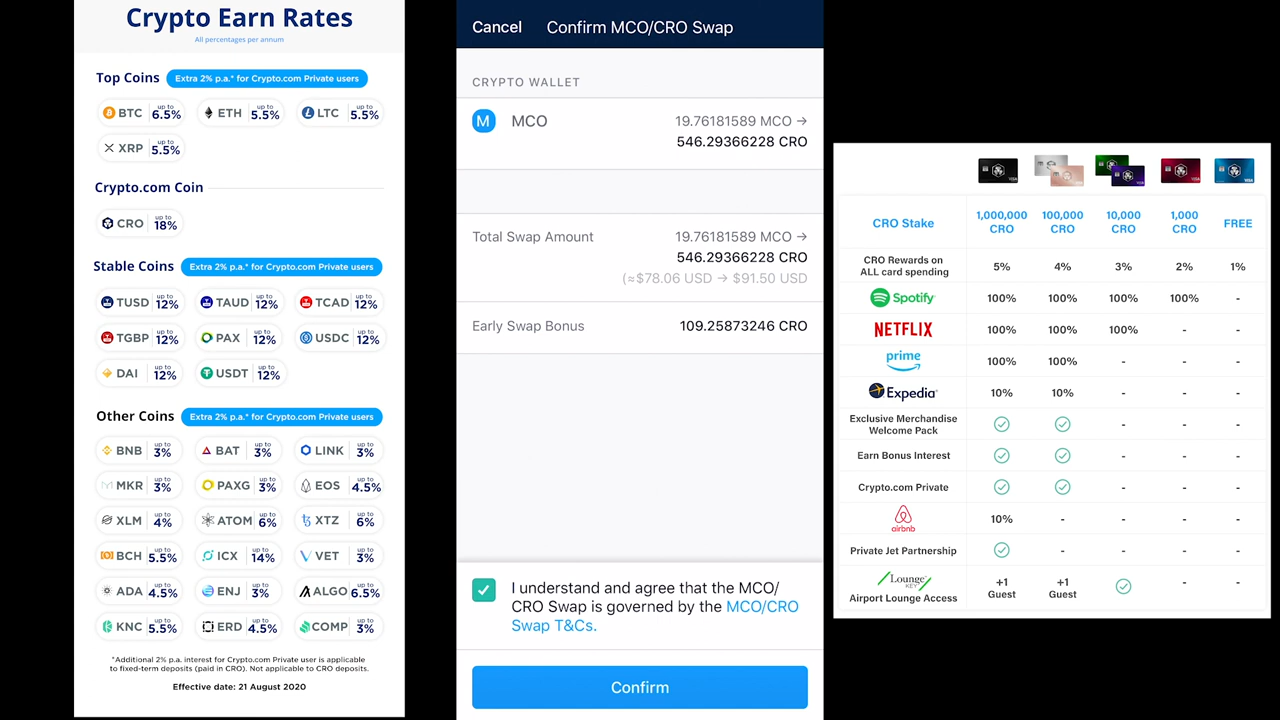 Crypto Earn Rates
All percentages per annum
Top Coins Extra 2% p.a.* for Crypto.com Private users
BTC up to 6.5% ETH up to 5.5% LTC up to 5.5%
XRP up to 5.5%
Crypto.com Coin
CRO up to 18%
Stable Coins Extra 2% p.a.* for Crypto.com Private users
TUSD up to 12% TAUD up to 12% TCAD up to 12%
TGBP up to 12% PAX up to 12% USDC up to 12%
DAI up to 12% USDT up to 12%
Other Coins Extra 2% p.a.* for Crypto.com Private users
BNB up to 3% BAT up to 3% LINK up to 3%
MKR up to 3% PAXG up to 3% EOS up to 4.5%
XLM up to 4% ATOM up to 6% XTZ up to 6%
BCH up to 5.5% ICX up to 14% VET up to 3%
ADA up to 4.5% ENJ up to 3% ALGO up to 6.5%
KNC up to 5.5% ERD up to 4.5% COMP up to 3%
*Additional 2% p.a. interest for Crypto.com Private user is applicable
to fixed-term deposits (paid in CRO). Not applicable to CRO deposits.
Effective date: 21 August 2020
Cancel Confirm MCO/CRO Swap
CRYPTO WALLET
M MCO 19.76181589 MCO →
546.29366228 CRO
Total Swap Amount 19.76181589 MCO →
546.29366228 CRO
(≈$78.06 USD → $91.50 USD
Early Swap Bonus 109.25873246 CRO
I understand and agree that the MCO/
CRO Swap is governed by the MCO/CRO
Swap T&Cs.
Confirm
CRO Stake 1,000,000 CRO 100,000 CRO 10,000 CRO 1,000 CRO FREE
CRO Rewards on ALL card spending 5% 4% 3% 2% 1%
Spotify 100% 100% 100% 100% -
NETFLIX 100% 100% 100% - -
prime 100% 100% - - -
Expedia 10% 10% - - -
Exclusive Merchandise Welcome Pack - - -
Earn Bonus Interest - - -
Crypto.com Private - - -
airbnb 10% - - - -
Private Jet Partnership - - - -
Lounge KEY Airport Lounge Access +1 Guest +1 Guest - -